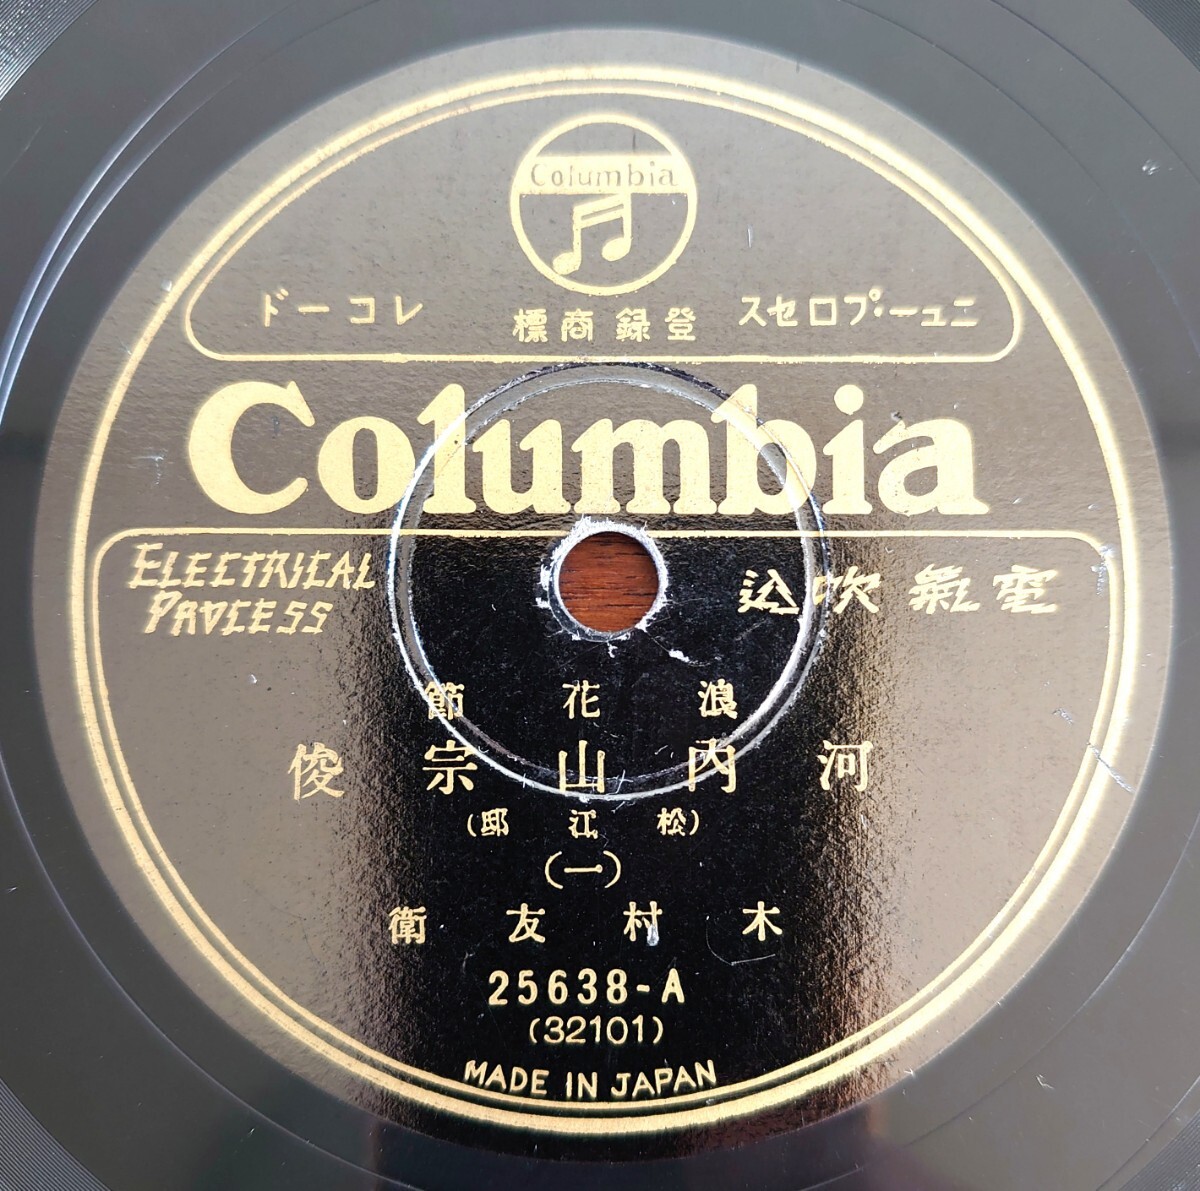 Columbia
ニュー・プロセス 登録商標 レコード
Columbia
ELECTRICAL
PROCESS
電氣吹込
浪花節
河内山宗俊
(松江邸)
(一)
木村友衛
25638-A
(32101)
MADE IN JAPAN